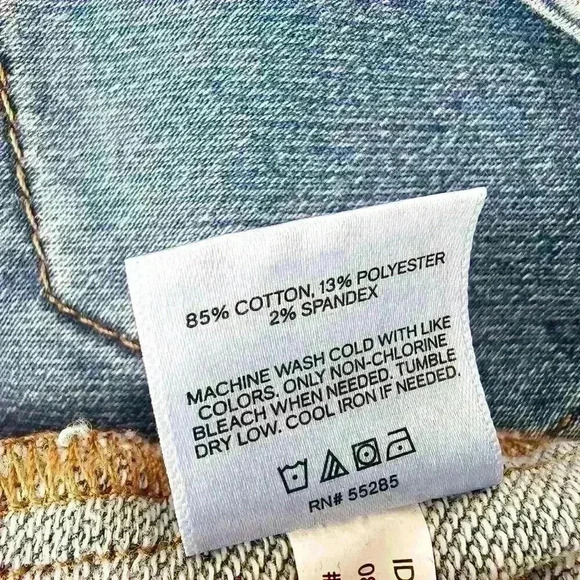 85% COTTON, 13% POLYESTER
2% SPANDEX
MACHINE WASH COLD WITH LIKE
COLORS. ONLY NON-CHLORINE
BLEACH WHEN NEEDED. TUMBLE
DRY LOW. COOL IRON IF NEEDED.
RN# 55285
ID